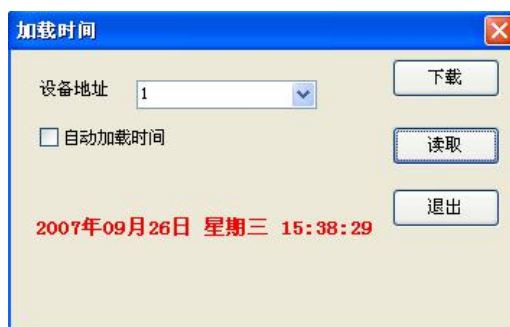 加载时间
设备地址 1
下载
自动加载时间
读取
退出
2007年09月26日 星期三 15:38:29